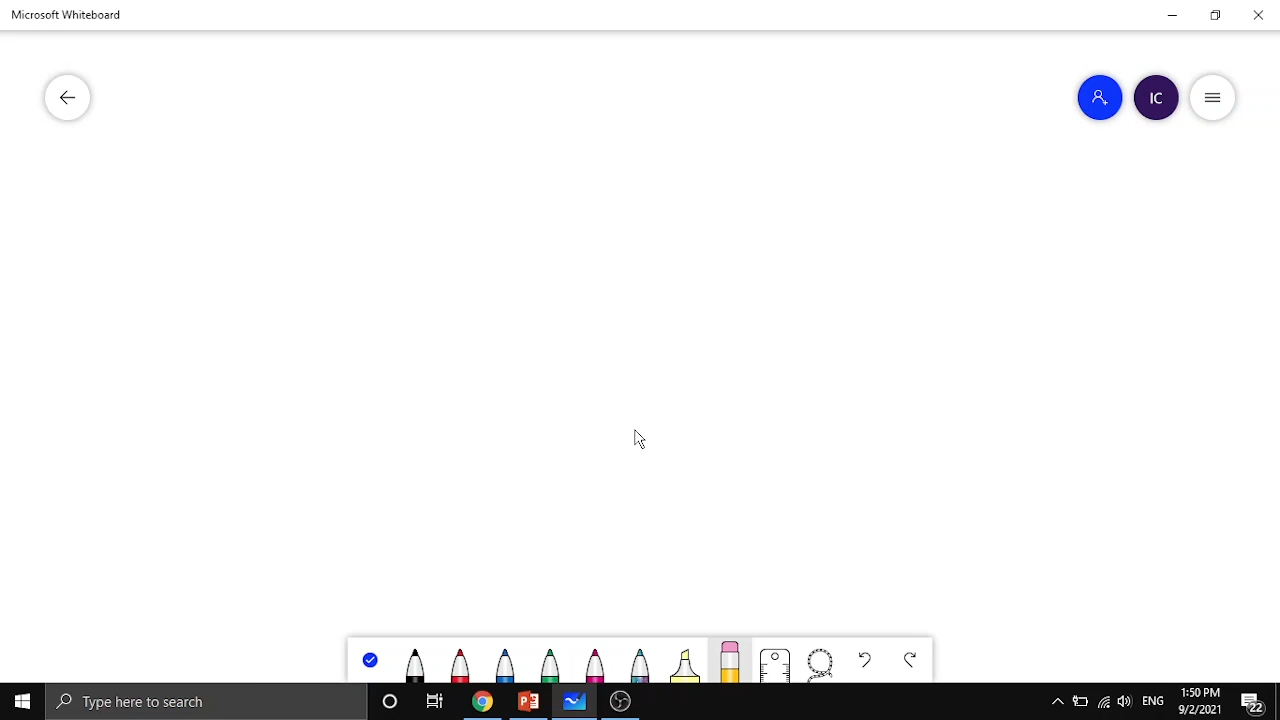 Microsoft Whiteboard
IC
Type here to search
ENG
1:50 PM
9/2/2021
22